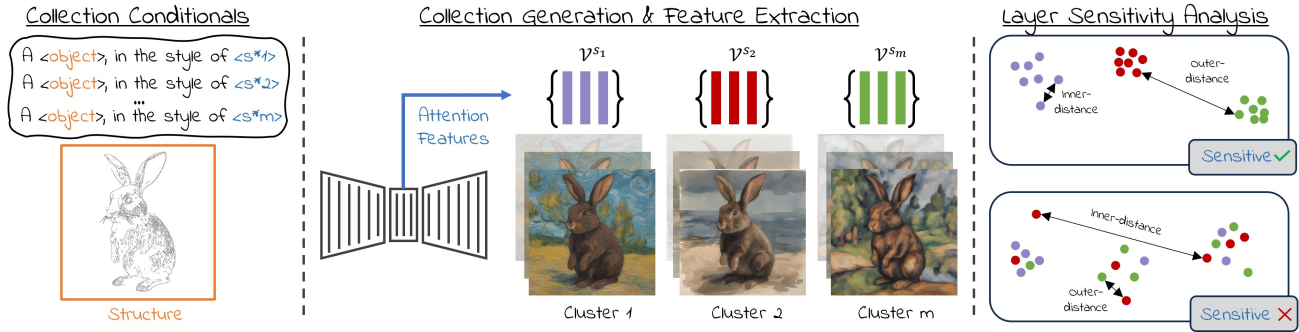 Collection Conditionals
A <object>, in the style of <s*1>
A <object>, in the style of <s*2>
...
A <object>, in the style of <s*m>
Structure
Collection Generation & Feature Extraction
Attention
Features
𝒱^{s_1}
𝒱^{s_2}
𝒱^{s_m}
Cluster 1
Cluster 2
Cluster m
Layer Sensitivity Analysis
Inner-
distance
Outer-
distance
Sensitive ✓
Inner-distance
Outer-
distance
Sensitive ✗